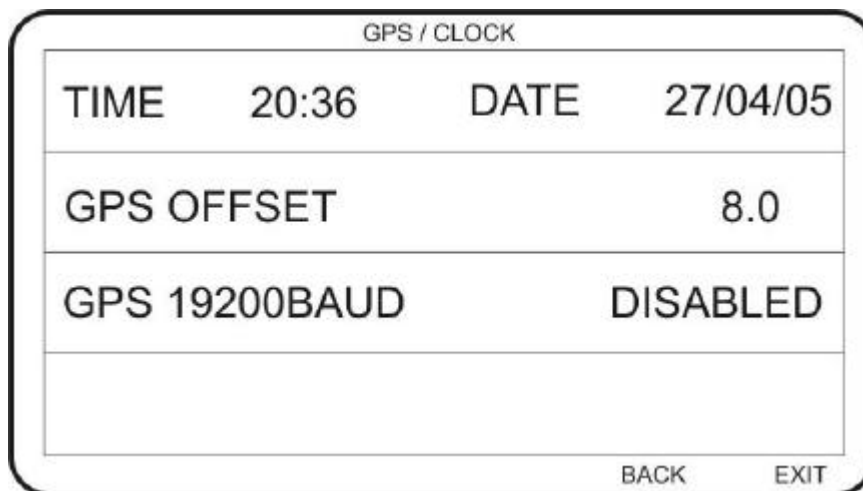 GPS / CLOCK
TIME 20:36 DATE 27/04/05
GPS OFFSET 8.0
GPS 19200BAUD DISABLED
BACK EXIT